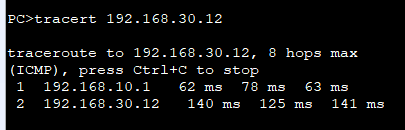 PC>tracert 192.168.30.12
traceroute to 192.168.30.12, 8 hops max
(ICMP), press Ctrl+C to stop
1 192.168.10.1 62 ms 78 ms 63 ms
2 192.168.30.12 140 ms 125 ms 141 ms